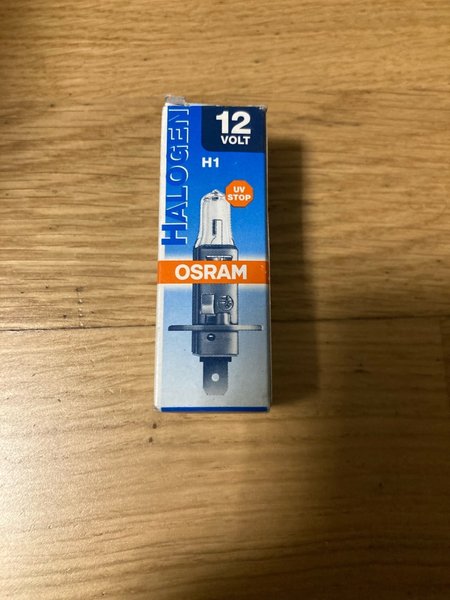 HALOGEN
12
VOLT
H1
UV
STOP
OSRAM